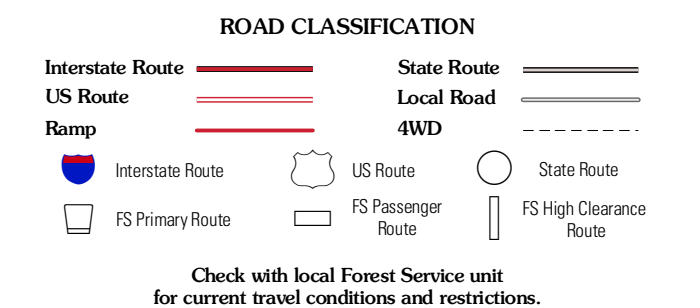 ROAD CLASSIFICATION
Interstate Route
State Route
US Route
Local Road
Ramp
4WD
Interstate Route
US Route
State Route
FS Primary Route
FS Passenger
Route
FS High Clearance
Route
Check with local Forest Service unit
for current travel conditions and restrictions.